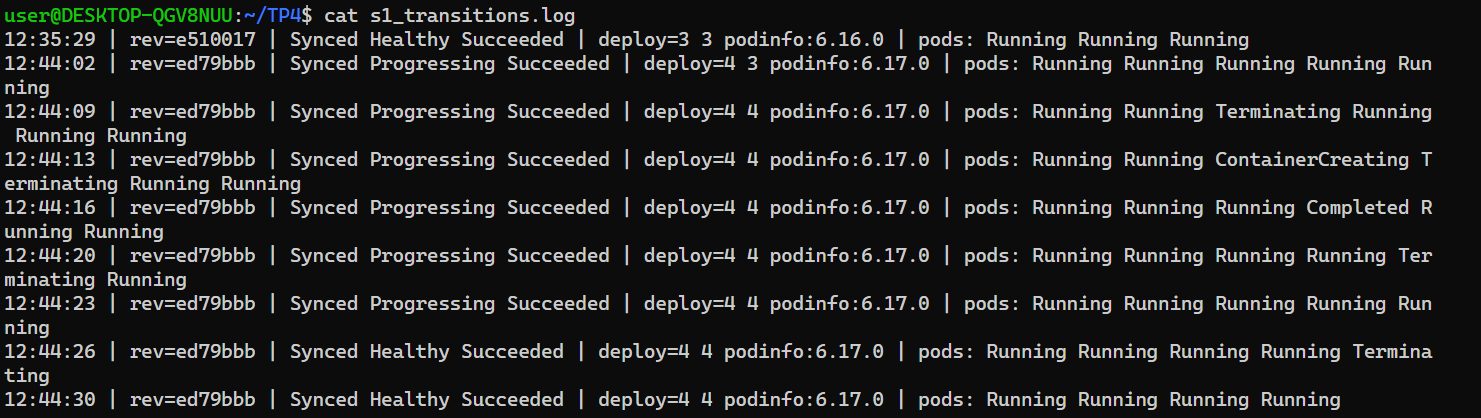 user@DESKTOP-QGV8NUU:~/TP4$ cat s1_transitions.log
12:35:29 | rev=e510017 | Synced Healthy Succeeded | deploy=3 3 podinfo:6.16.0 | pods: Running Running Running
12:44:02 | rev=ed79bbb | Synced Progressing Succeeded | deploy=4 3 podinfo:6.17.0 | pods: Running Running Running Running Run
ning
12:44:09 | rev=ed79bbb | Synced Progressing Succeeded | deploy=4 4 podinfo:6.17.0 | pods: Running Running Terminating Running
 Running Running
12:44:13 | rev=ed79bbb | Synced Progressing Succeeded | deploy=4 4 podinfo:6.17.0 | pods: Running Running ContainerCreating T
erminating Running Running
12:44:16 | rev=ed79bbb | Synced Progressing Succeeded | deploy=4 4 podinfo:6.17.0 | pods: Running Running Running Completed R
unning Running
12:44:20 | rev=ed79bbb | Synced Progressing Succeeded | deploy=4 4 podinfo:6.17.0 | pods: Running Running Running Running Ter
minating Running
12:44:23 | rev=ed79bbb | Synced Progressing Succeeded | deploy=4 4 podinfo:6.17.0 | pods: Running Running Running Running Run
ning
12:44:26 | rev=ed79bbb | Synced Healthy Succeeded | deploy=4 4 podinfo:6.17.0 | pods: Running Running Running Running Termina
ting
12:44:30 | rev=ed79bbb | Synced Healthy Succeeded | deploy=4 4 podinfo:6.17.0 | pods: Running Running Running Running